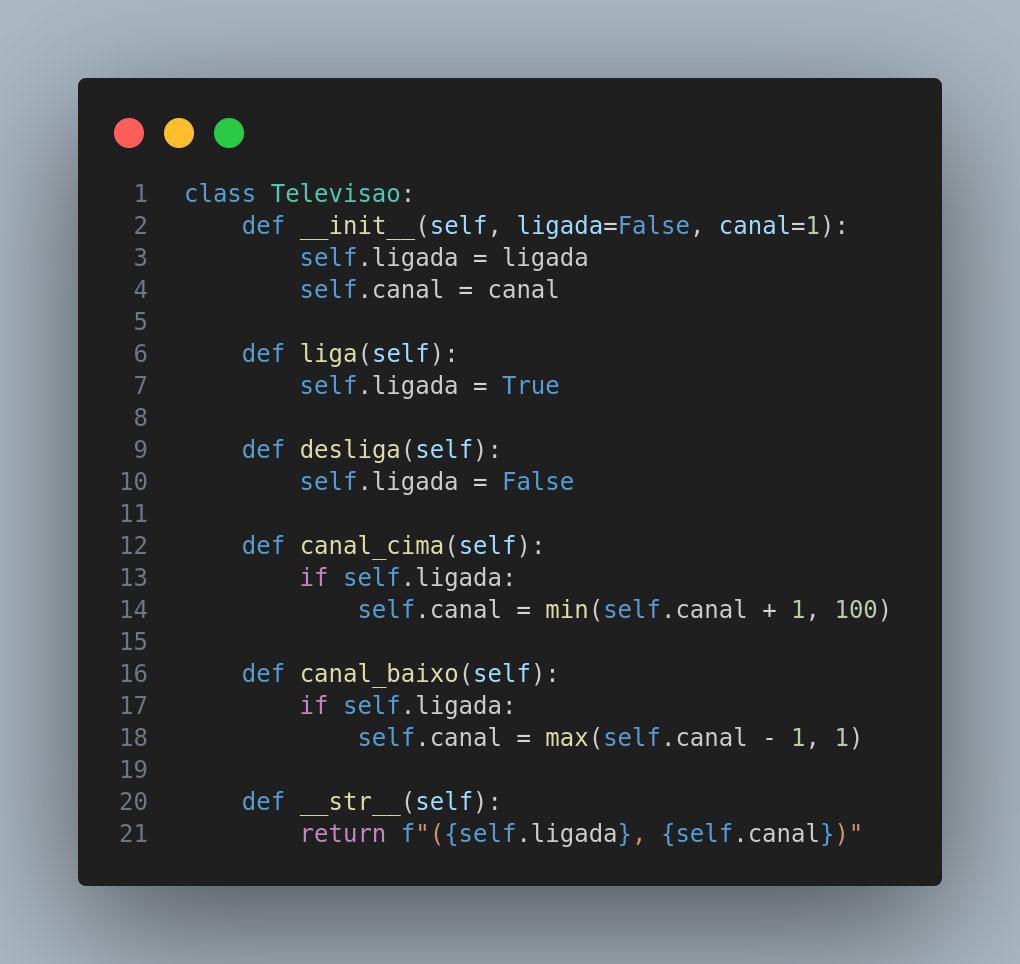 1 class Televisao:
2     def __init__(self, ligada=False, canal=1):
3         self.ligada = ligada
4         self.canal = canal
5
6     def liga(self):
7         self.ligada = True
8
9     def desliga(self):
10         self.ligada = False
11
12     def canal_cima(self):
13         if self.ligada:
14             self.canal = min(self.canal + 1, 100)
15
16     def canal_baixo(self):
17         if self.ligada:
18             self.canal = max(self.canal - 1, 1)
19
20     def __str__(self):
21         return f"({self.ligada}, {self.canal})"